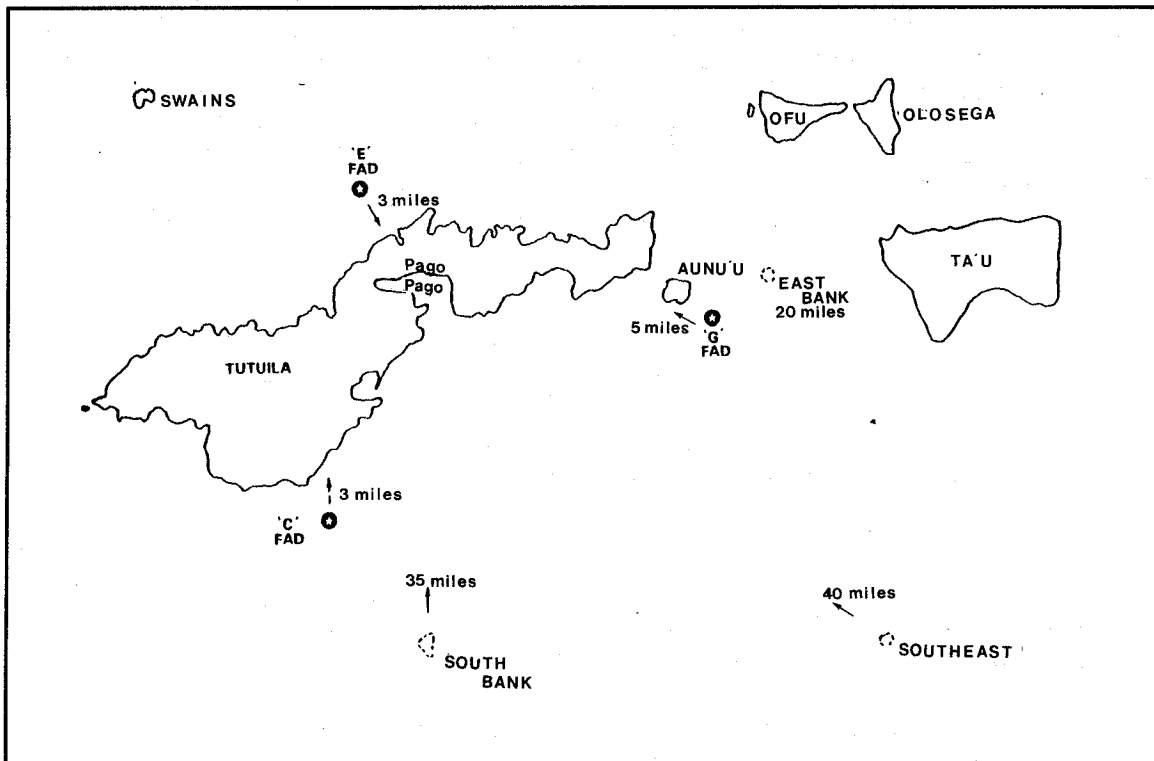 SWAINS
OFU
OLOSEGA
'E'
FAD
3 miles
Pago
Pago
AUNU'U
EAST
BANK
20 miles
TA'U
5 miles
'G'
FAD
TUTUILA
3 miles
'C'
FAD
35 miles
40 miles
SOUTH
BANK
SOUTHEAST